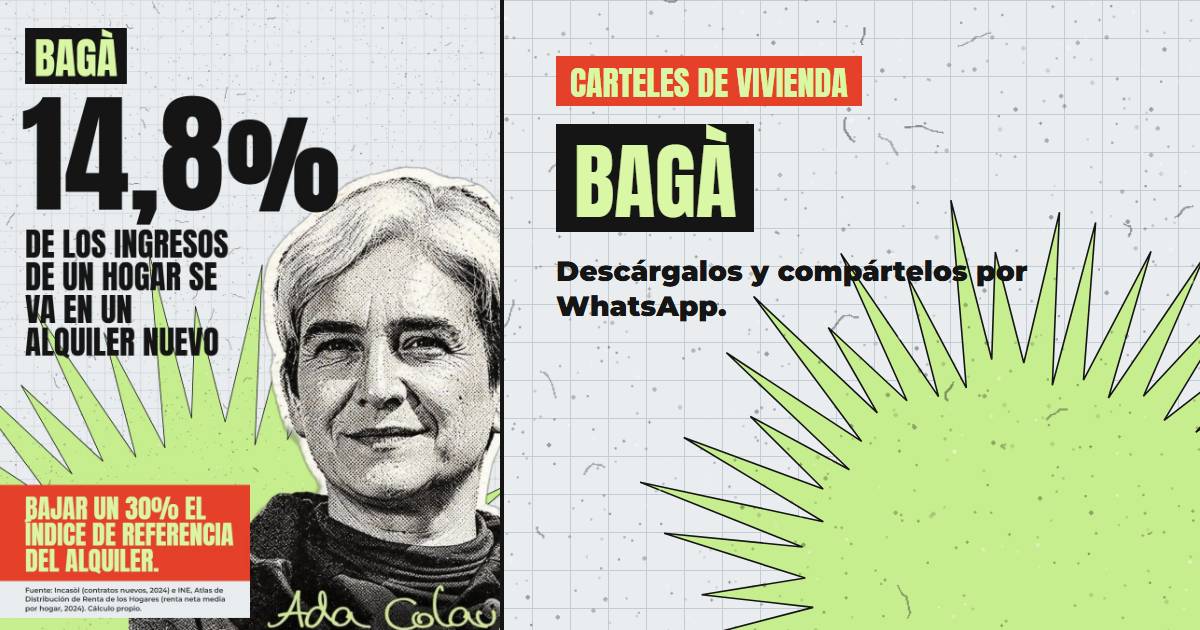 BAGÀ
14,8%
DE LOS INGRESOS
DE UN HOGAR SE
VA EN UN
ALQUILER NUEVO
BAJAR UN 30% EL
ÍNDICE DE REFERENCIA
DEL ALQUILER.
Fuente: Incasòl (contratos nuevos, 2024) e INE, Atlas de
Distribución de Renta de los Hogares (renta neta media
por hogar, 2024). Cálculo propio.
Ada Colau
CARTELES DE VIVIENDA
BAGÀ
Descárgalos y compártelos por
WhatsApp.